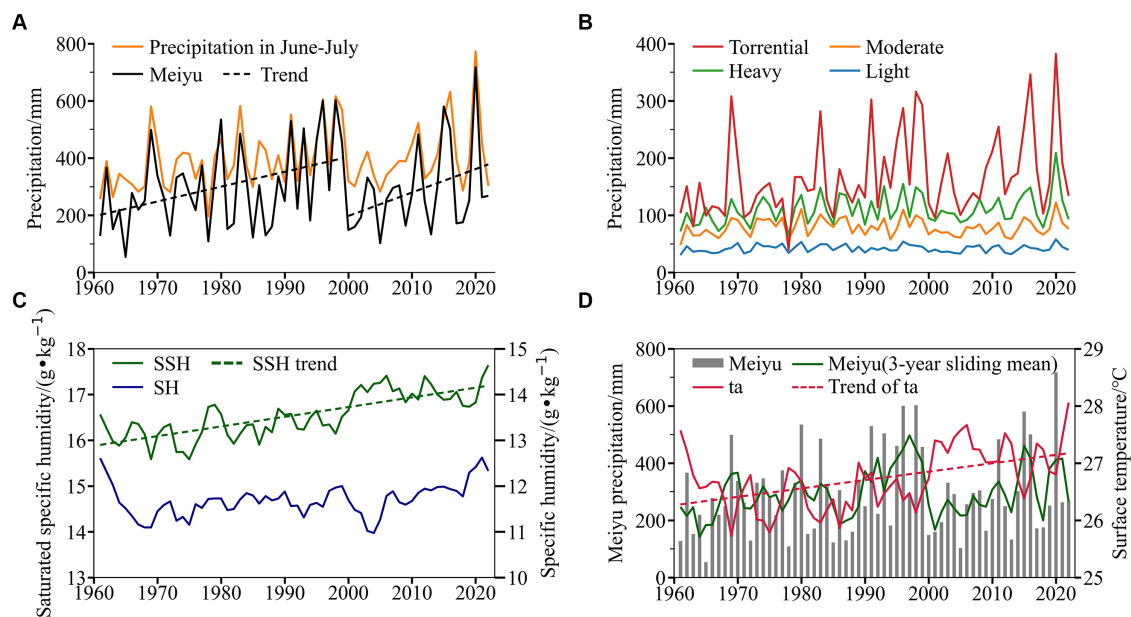 A
Precipitation/mm
800
600
400
200
0
Precipitation in June-July
Meiyu
Trend
1960 1970 1980 1990 2000 2010 2020
B
Precipitation/mm
400
300
200
100
0
Torrential
Moderate
Heavy
Light
1960 1970 1980 1990 2000 2010 2020
C
Saturated specific humidity/(g•kg⁻¹)
18
17
16
15
14
13
SSH
SSH trend
SH
15
14
13
12
11
10
Specific humidity/(g•kg⁻¹)
1960 1970 1980 1990 2000 2010 2020
D
Meiyu precipitation/mm
800
600
400
200
0
Meiyu
Meiyu(3-year sliding mean)
ta
Trend of ta
29
28
27
26
25
Surface temperature/°C
1960 1970 1980 1990 2000 2010 2020